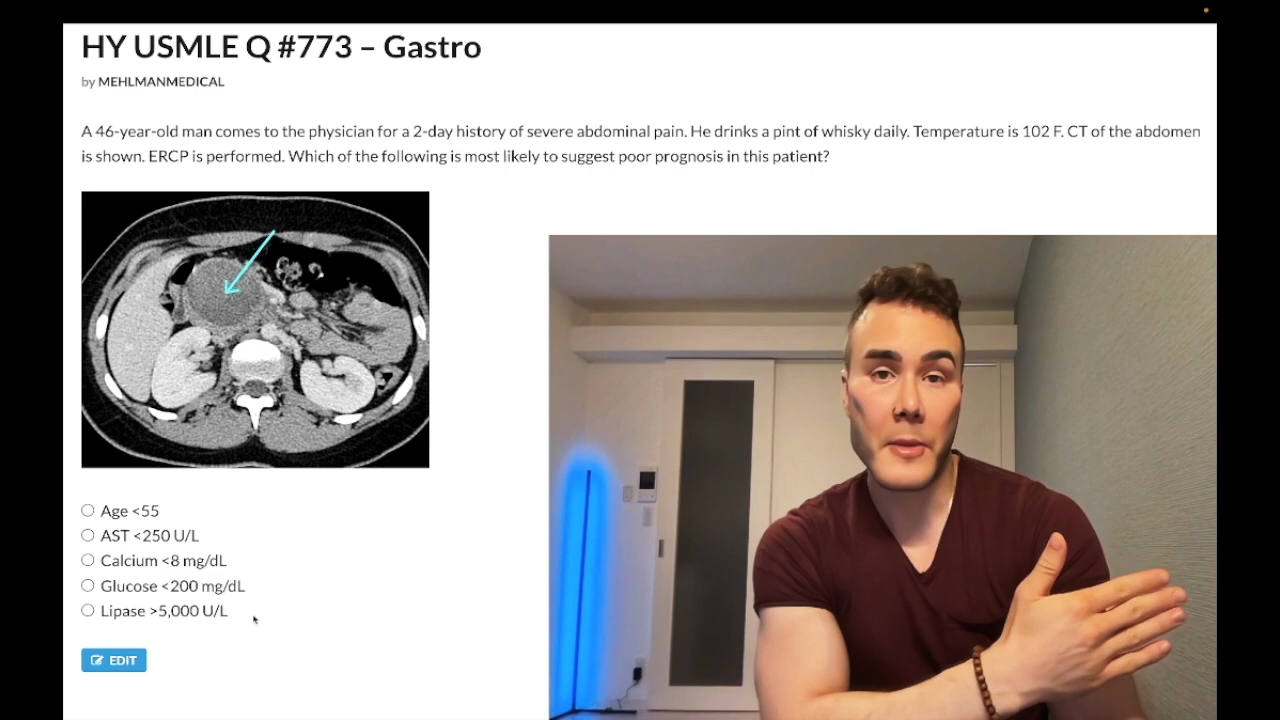 HY USMLE Q #773 – Gastro
by MEHLMANMEDICAL
A 46-year-old man comes to the physician for a 2-day history of severe abdominal pain. He drinks a pint of whisky daily. Temperature is 102 F. CT of the abdomen
is shown. ERCP is performed. Which of the following is most likely to suggest poor prognosis in this patient?
Age <55
AST <250 U/L
Calcium <8 mg/dL
Glucose <200 mg/dL
Lipase >5,000 U/L
EDIT